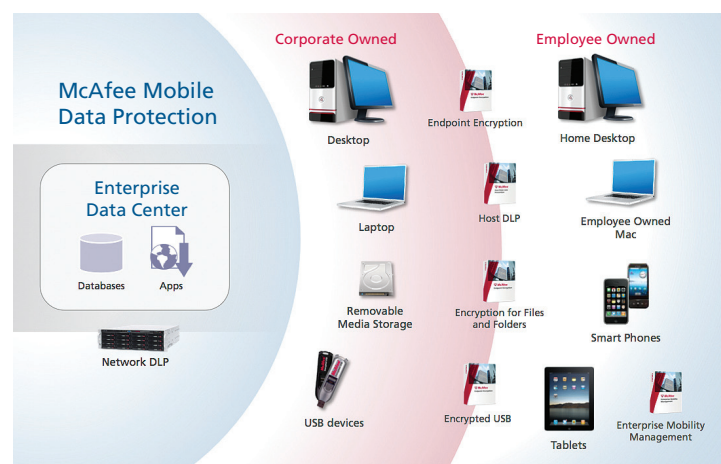 McAfee Mobile
Data Protection
Enterprise
Data Center
Databases
Apps
Network DLP
Corporate Owned
Desktop
Laptop
Removable
Media Storage
USB devices
Endpoint Encryption
Host DLP
Encryption for Files
and Folders
Encrypted USB
Employee Owned
Home Desktop
Employee Owned
Mac
Smart Phones
Tablets
Enterprise Mobility
Management